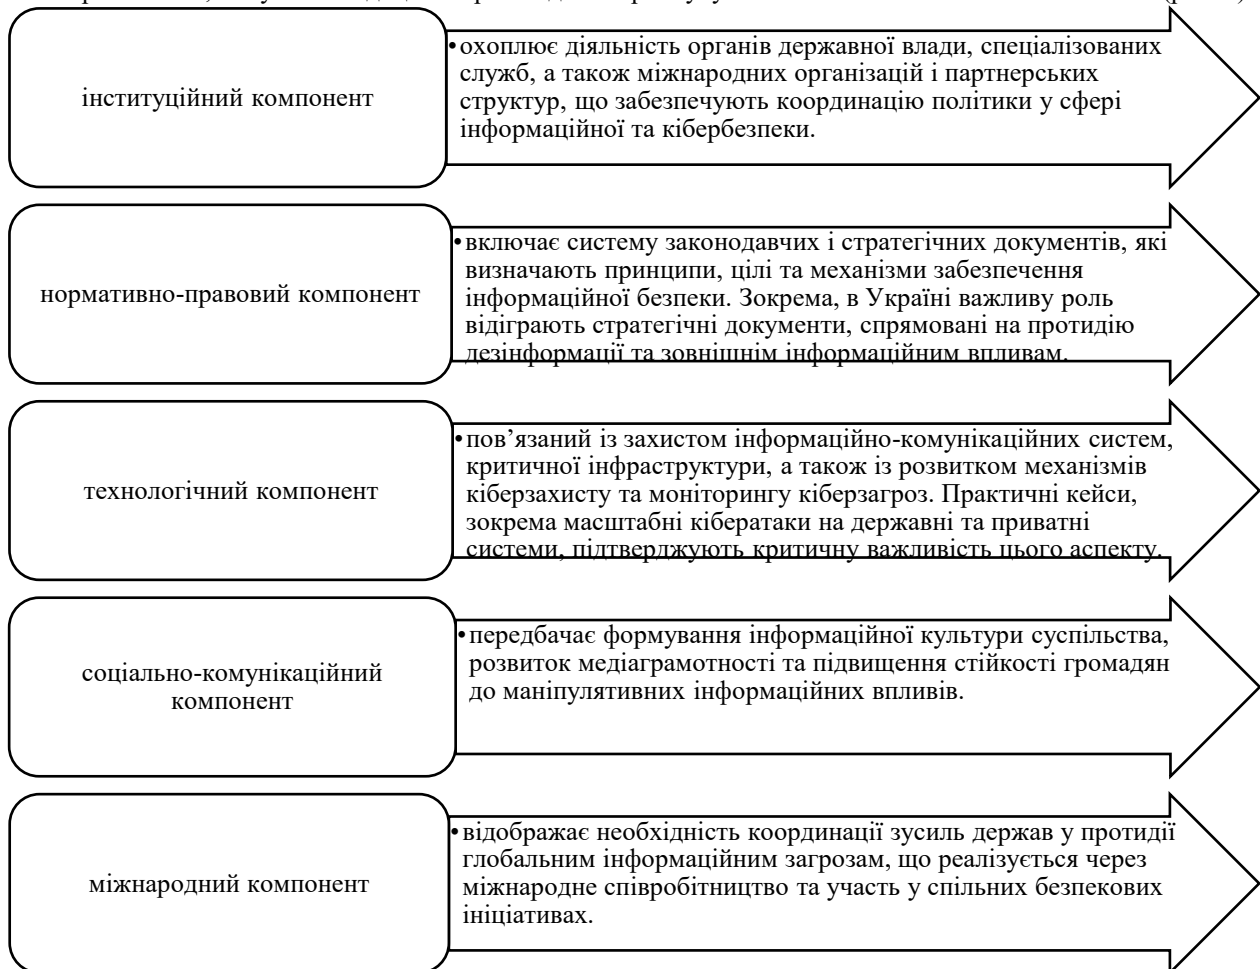 інституційний компонент
•охоплює діяльність органів державної влади, спеціалізованих
служб, а також міжнародних організацій і партнерських
структур, що забезпечують координацію політики у сфері
інформаційної та кібербезпеки.
нормативно-правовий компонент
•включає систему законодавчих і стратегічних документів, які
визначають принципи, цілі та механізми забезпечення
інформаційної безпеки. Зокрема, в Україні важливу роль
відіграють стратегічні документи, спрямовані на протидію
дезінформації та зовнішнім інформаційним впливам.
технологічний компонент
•пов’язаний із захистом інформаційно-комунікаційних систем,
критичної інфраструктури, а також із розвитком механізмів
кіберзахисту та моніторингу кіберзагроз. Практичні кейси,
зокрема масштабні кібератаки на державні та приватні
системи, підтверджують критичну важливість цього аспекту.
соціально-комунікаційний
компонент
•передбачає формування інформаційної культури суспільства,
розвиток медіаграмотності та підвищення стійкості громадян
до маніпулятивних інформаційних впливів.
міжнародний компонент
•відображає необхідність координації зусиль держав у протидії
глобальним інформаційним загрозам, що реалізується через
міжнародне співробітництво та участь у спільних безпекових
ініціативах.